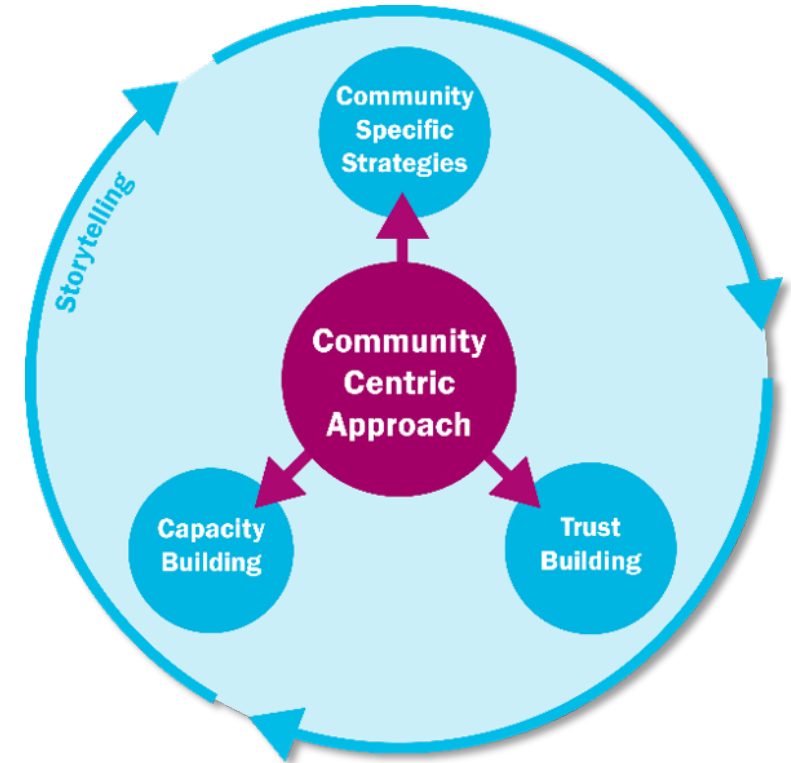 Community
Specific
Strategies
Storytelling
Community
Centric
Approach
Capacity
Building
Trust
Building